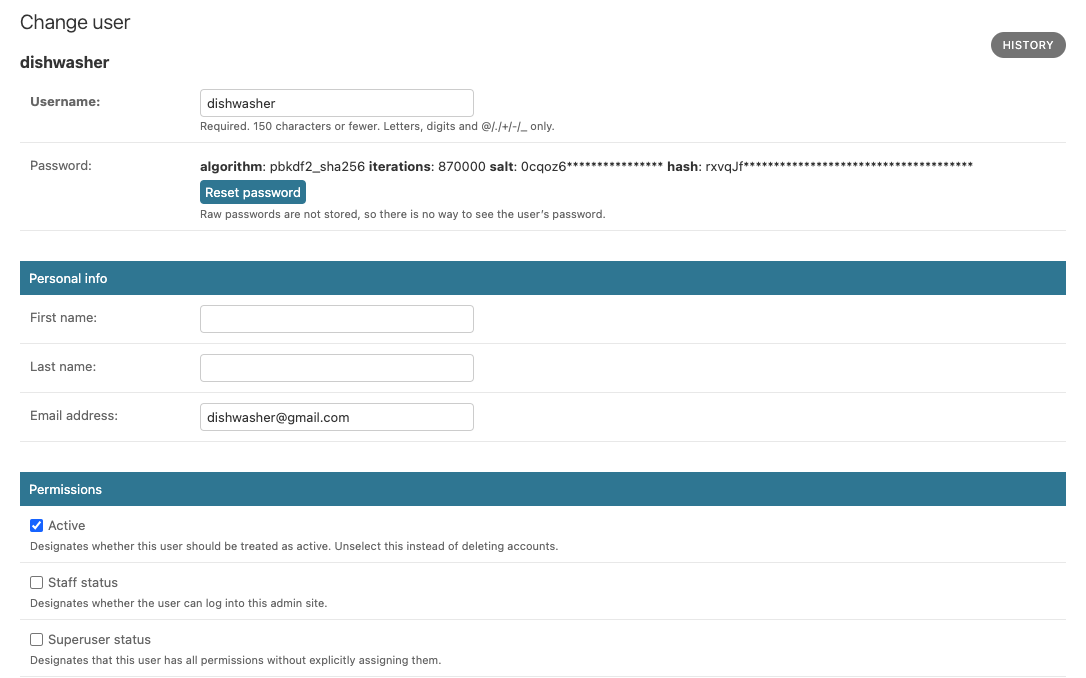 Change user
HISTORY
dishwasher
Username:
dishwasher
Required. 150 characters or fewer. Letters, digits and @/./+/-/_ only.
Password:
algorithm: pbkdf2_sha256 iterations: 870000 salt: 0cqoz6**************** hash: rxvqJf**************************************
Reset password
Raw passwords are not stored, so there is no way to see the user’s password.
Personal info
First name:
Last name:
Email address:
dishwasher@gmail.com
Permissions
Active
Designates whether this user should be treated as active. Unselect this instead of deleting accounts.
Staff status
Designates whether the user can log into this admin site.
Superuser status
Designates that this user has all permissions without explicitly assigning them.